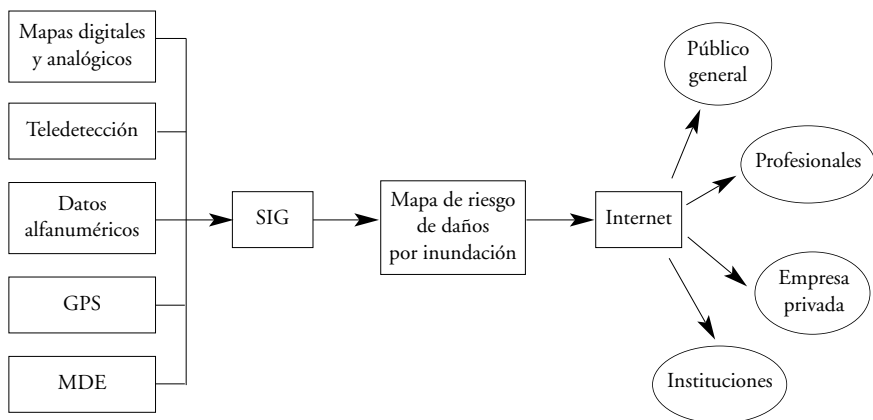 Mapas digitales
y analógicos
Teledetección
Datos
alfanuméricos
GPS
MDE
SIG
Mapa de riesgo
de daños
por inundación
Internet
Público
general
Profesionales
Empresa
privada
Instituciones